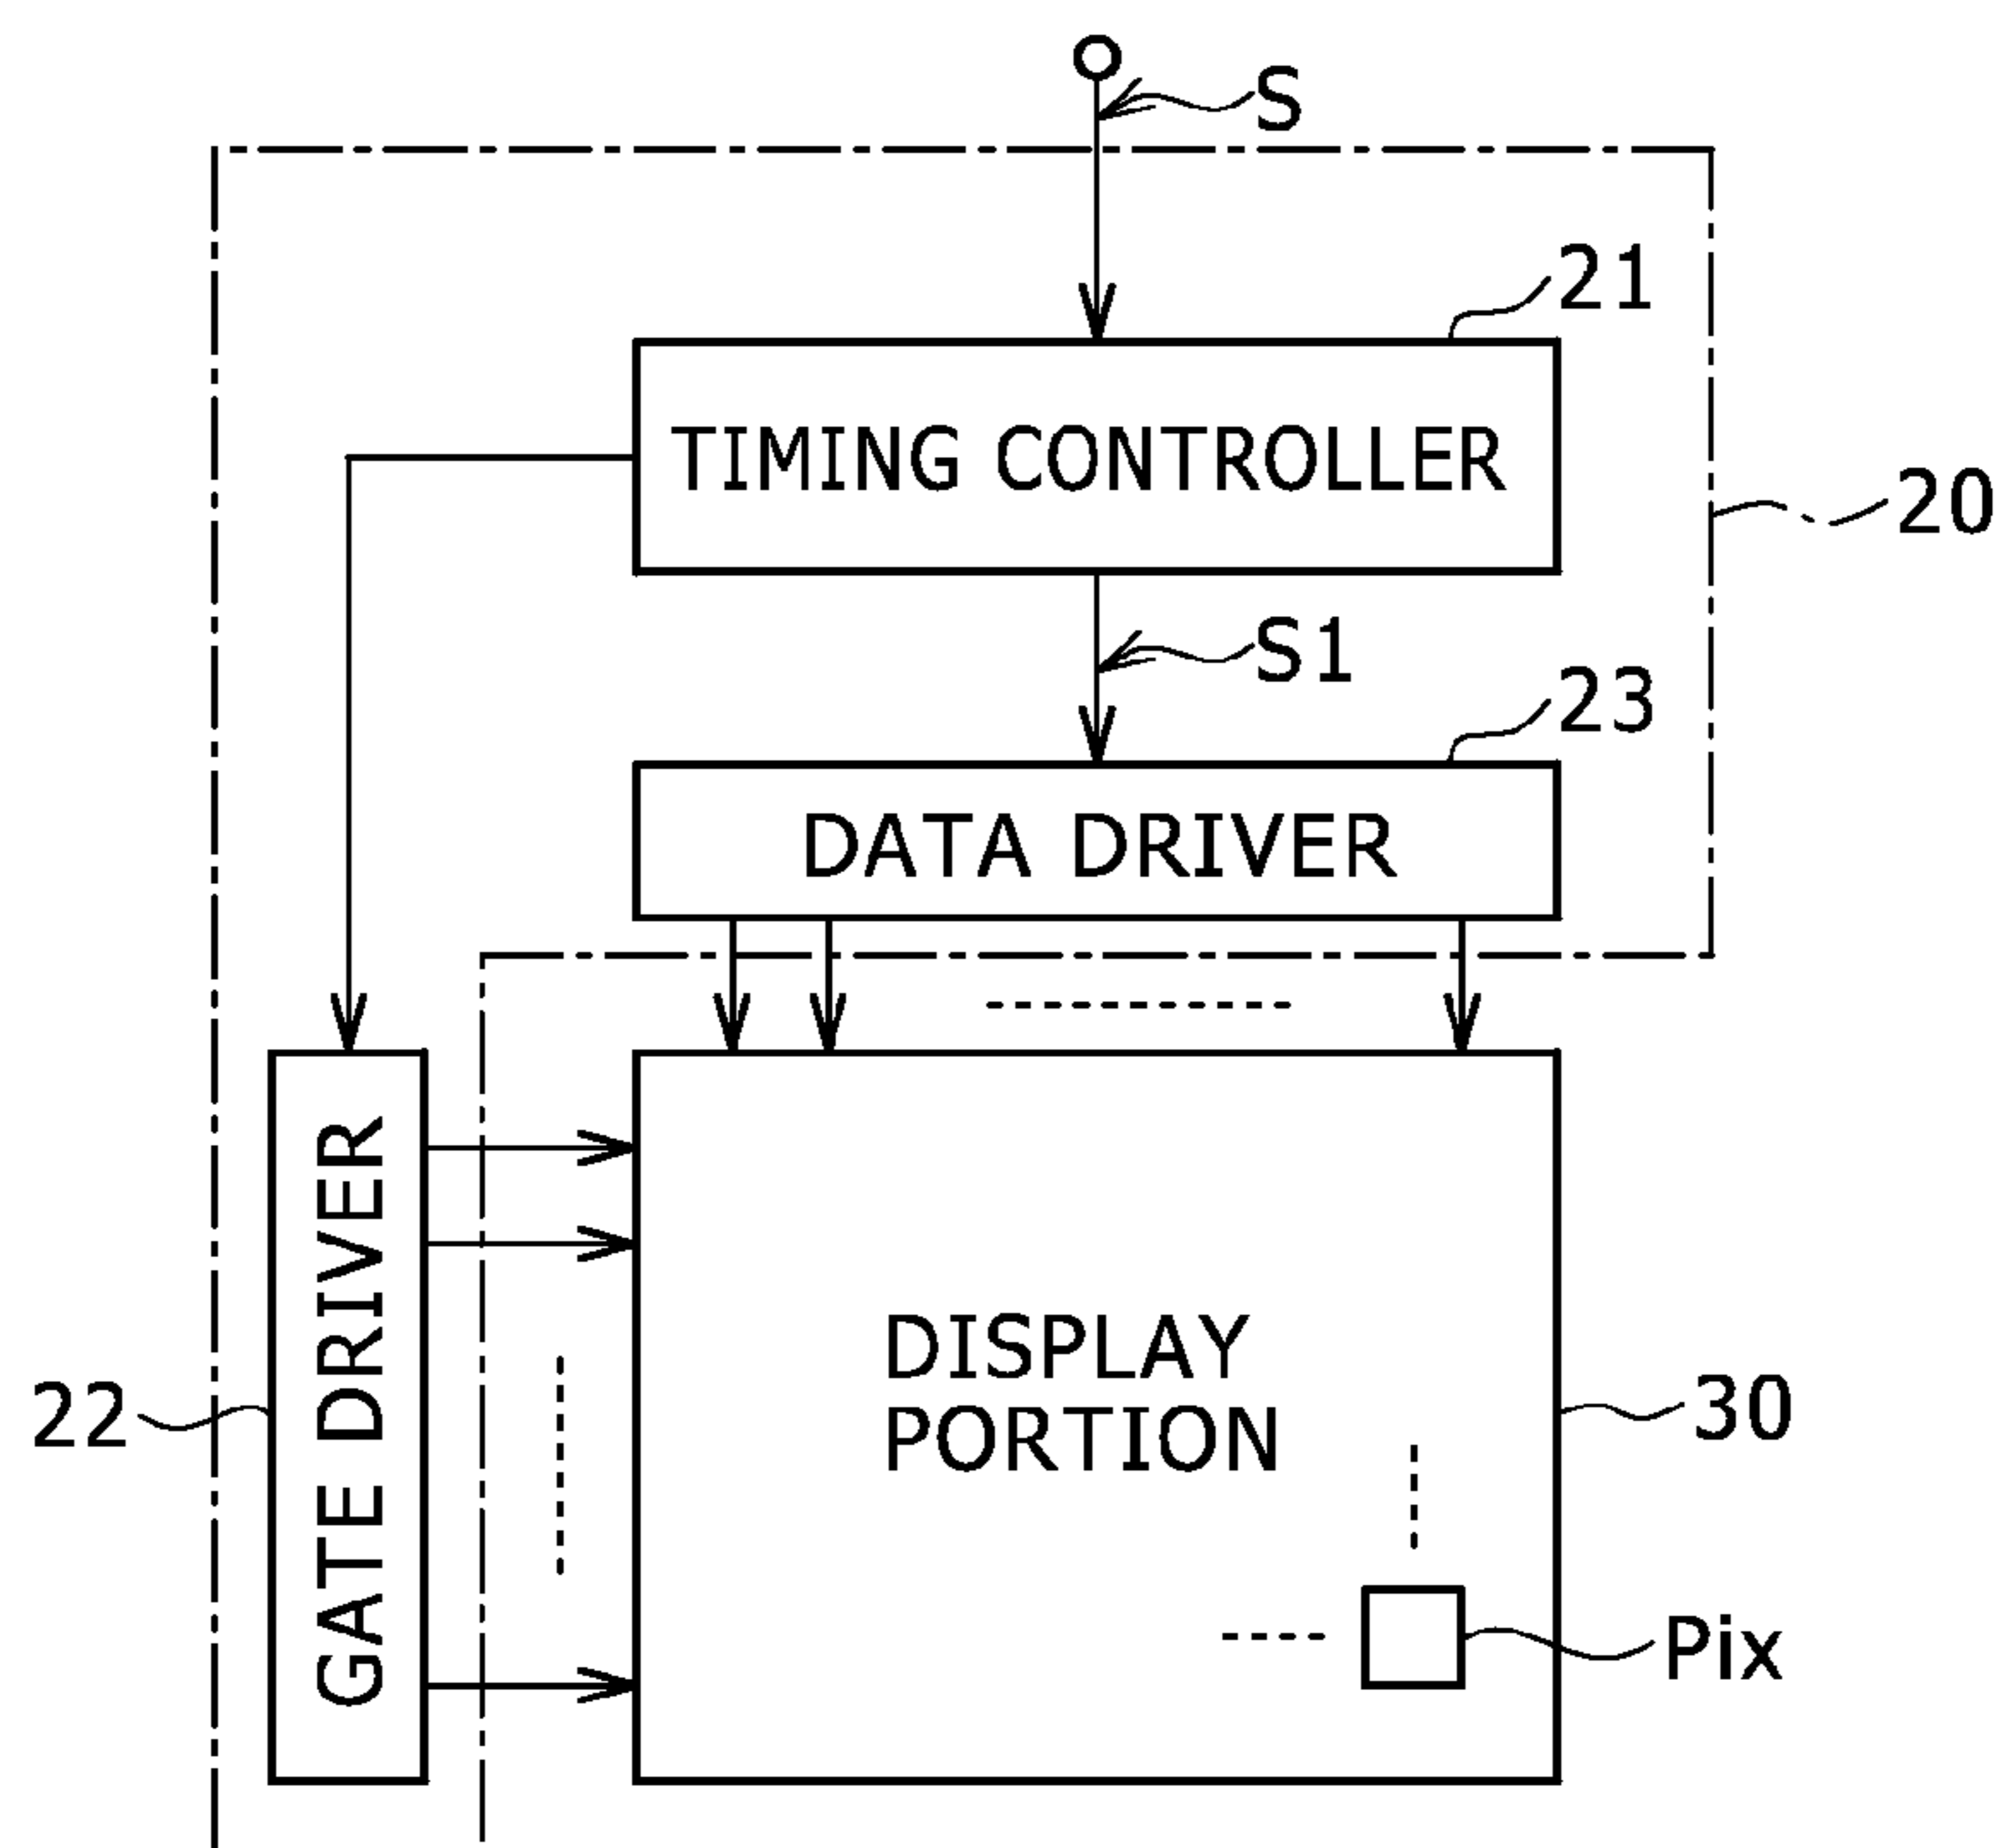 S
21
TIMING CONTROLLER
20
S1
23
DATA DRIVER
GATE DRIVER
22
DISPLAY
PORTION
30
Pix